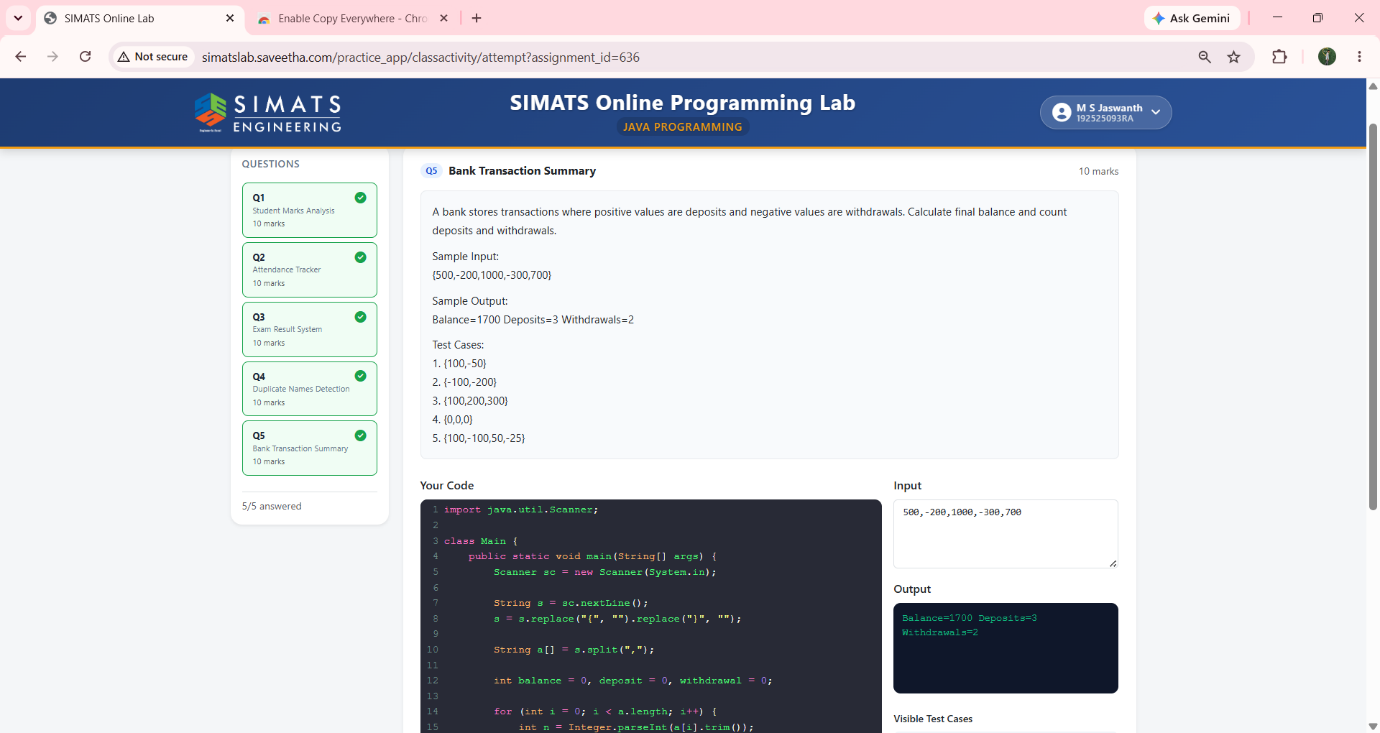 SIMATS Online Lab
Enable Copy Everywhere - Chro
Ask Gemini
Not secure
simatslab.saveetha.com/practice_app/classactivity/attempt?assignment_id=636
SIMATS
ENGINEERING
SIMATS Online Programming Lab
JAVA PROGRAMMING
M S Jaswanth
192525093RA
QUESTIONS
Q1
Student Marks Analysis
10 marks
Q2
Attendance Tracker
10 marks
Q3
Exam Result System
10 marks
Q4
Duplicate Names Detection
10 marks
Q5
Bank Transaction Summary
10 marks
5/5 answered
Q5 Bank Transaction Summary 10 marks
A bank stores transactions where positive values are deposits and negative values are withdrawals. Calculate final balance and count
deposits and withdrawals.
Sample Input:
{500,-200,1000,-300,700}
Sample Output:
Balance=1700 Deposits=3 Withdrawals=2
Test Cases:
1. {100,-50}
2. {-100,-200}
3. {100,200,300}
4. {0,0,0}
5. {100,-100,50,-25}
Your Code
1 import java.util.Scanner;
2
3 class Main {
4 public static void main(String[] args) {
5 Scanner sc = new Scanner(System.in);
6
7 String s = sc.nextLine();
8 s = s.replace("{", "").replace("}", "");
9
10 String a[] = s.split(",");
11
12 int balance = 0, deposit = 0, withdrawal = 0;
13
14 for (int i = 0; i < a.length; i++) {
15 int n = Integer.parseInt(a[i].trim());
Input
500,-200,1000,-300,700
Output
Balance=1700 Deposits=3
Withdrawals=2
Visible Test Cases